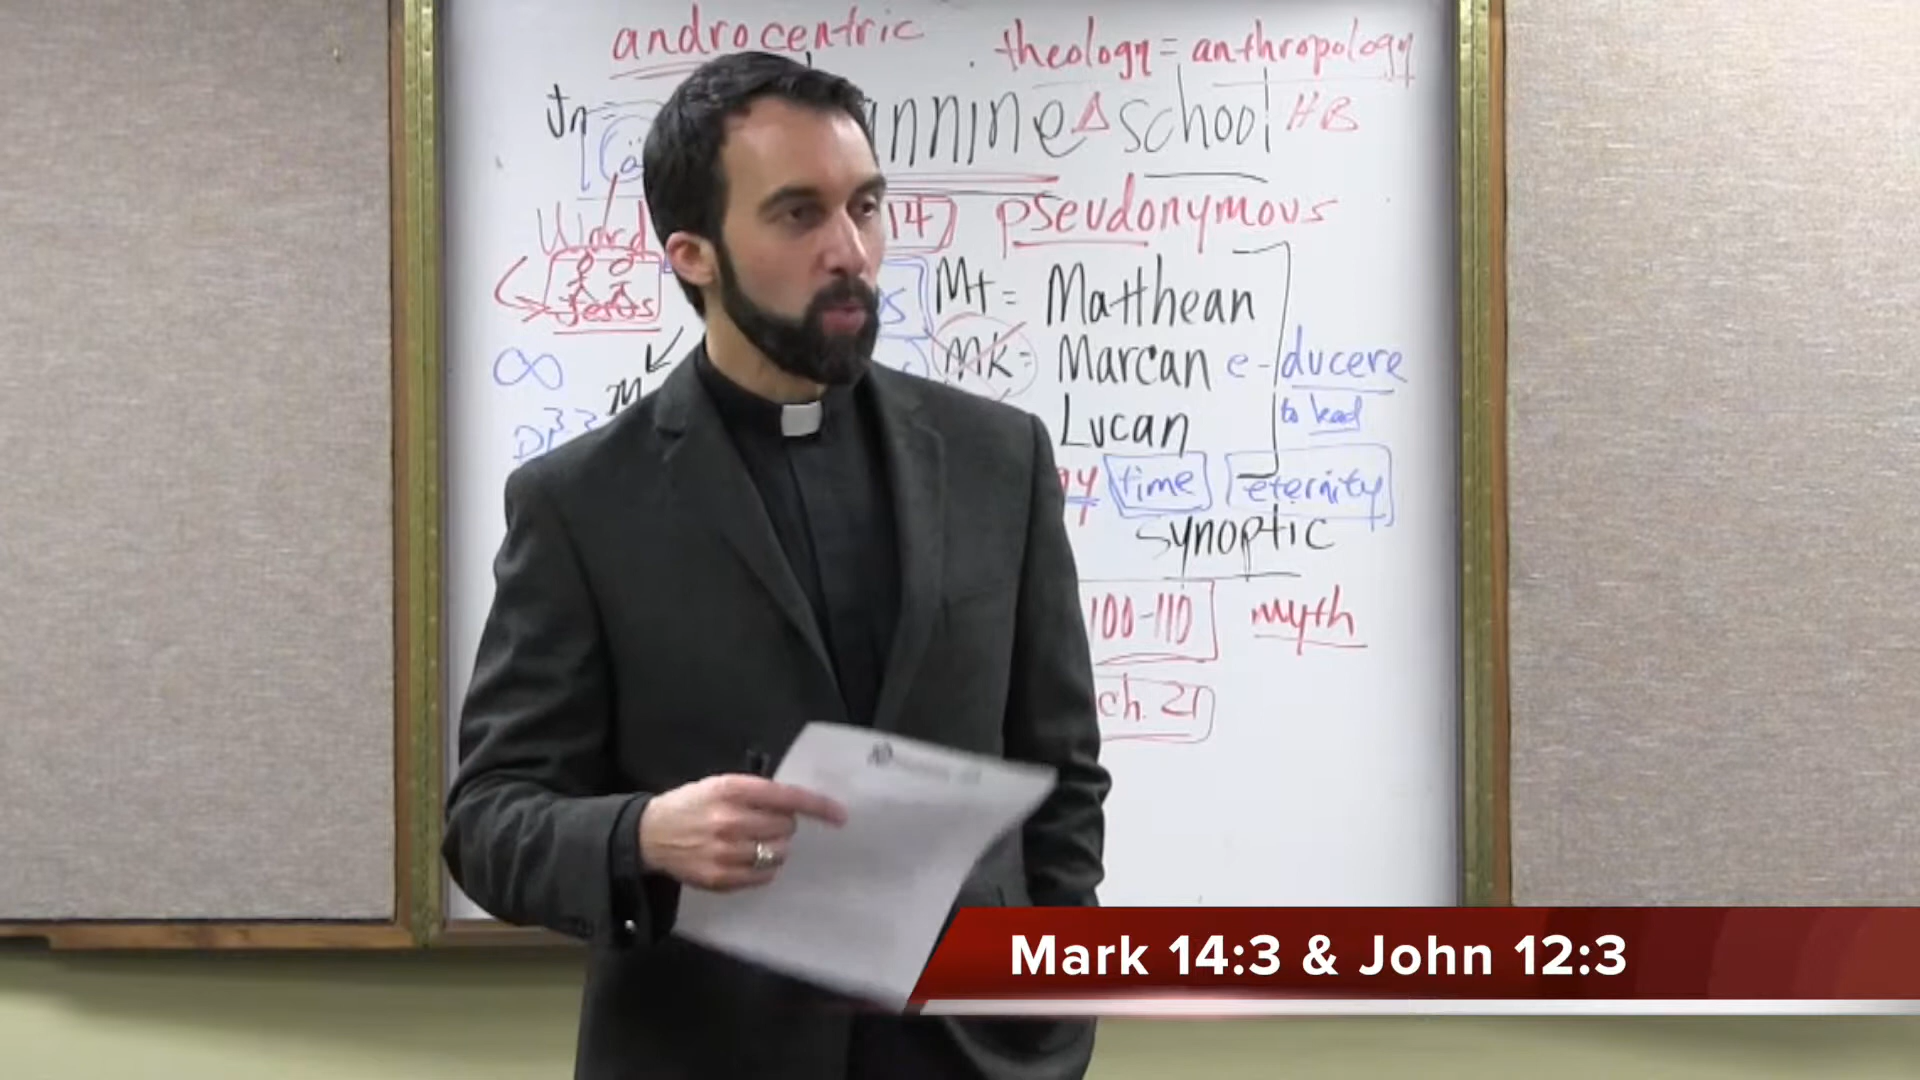 androcentric
theology = anthropology
Jn
annine school HB
Word
14) pseudonymous
Mt = Matthean
Jesus
Mk = Marcan e-ducere
to lead
Lucan
time eternity
synoptic
100-110 myth
ch. 21
Mark 14:3 & John 12:3